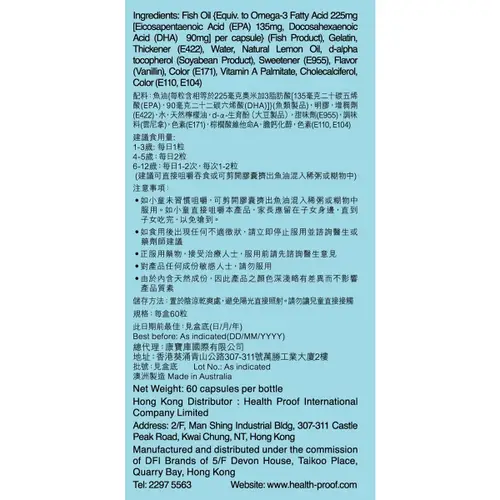 Ingredients: Fish Oil {Equiv. to Omega-3 Fatty Acid 225mg
[Eicosapentaenoic Acid (EPA) 135mg, Docosahexaenoic
Acid (DHA) 90mg] per capsule} (Fish Product), Gelatin,
Thickener (E422), Water, Natural Lemon Oil, d-alpha
tocopherol (Soyabean Product), Sweetener (E955), Flavor
(Vanillin), Color (E171), Vitamin A Palmitate, Cholecalciferol,
Color (E110, E104)
配料：魚油{每粒含相等於225毫克奧米加3脂肪酸[135毫克二十碳五烯
酸(EPA)，90毫克二十二碳六烯酸(DHA)]}(魚類製品)，明膠，增稠劑
(E422)，水，天然檸檬油，d-α-生育酚（大豆製品），甜味劑(E955)，調味
料(雲尼拿)，色素(E171)，棕櫚酸維他命A，膽鈣化醇，色素(E110, E104)
建議食用量:
1-3歲: 每日1粒
4-5歲: 每日2粒
6-12歲: 每日1-2次，每次1-2粒
(建議可直接咀嚼吞食或可剪開膠囊擠出魚油混入稀粥或糊物中)
注意事項：
• 如小童未習慣咀嚼，可剪開膠囊擠出魚油混入稀粥或糊物中
服用。如小童直接咀嚼本產品，家長應留在子女身邊，直到
子女吃完，以免嗆到。
• 如食用後出現任何不適徵狀，請立即停止服用並諮詢醫生或
藥劑師建議
• 正服用藥物，接受治療人士，服用前請先諮詢醫生意見
• 對產品任何成份敏感人士，請勿服用
• 由於內含天然成份，因此產品之顏色深淺略有差異而不影響
產品質素
儲存方法：置於陰涼乾爽處，避免陽光直接照射。請勿讓兒童直接接觸
規格：每盒60粒
此日期前最佳：見盒底(日/月/年)
Best before: As indicated(DD/MM/YYYY)
總代理：康寶庫國際有限公司
地址：香港葵涌青山公路307-311號萬勝工業大廈2樓
批號：見盒底 Lot No.: As indicated
澳洲製造 Made in Australia
Net Weight: 60 capsules per bottle
Hong Kong Distributor : Health Proof International
Company Limited
Address: 2/F, Man Shing Industrial Bldg, 307-311 Castle
Peak Road, Kwai Chung, NT, Hong Kong
Manufactured and distributed under the commission
of DFI Brands of 5/F Devon House, Taikoo Place,
Quarry Bay, Hong Kong
Tel: 2297 5563 Website:www.health-proof.com